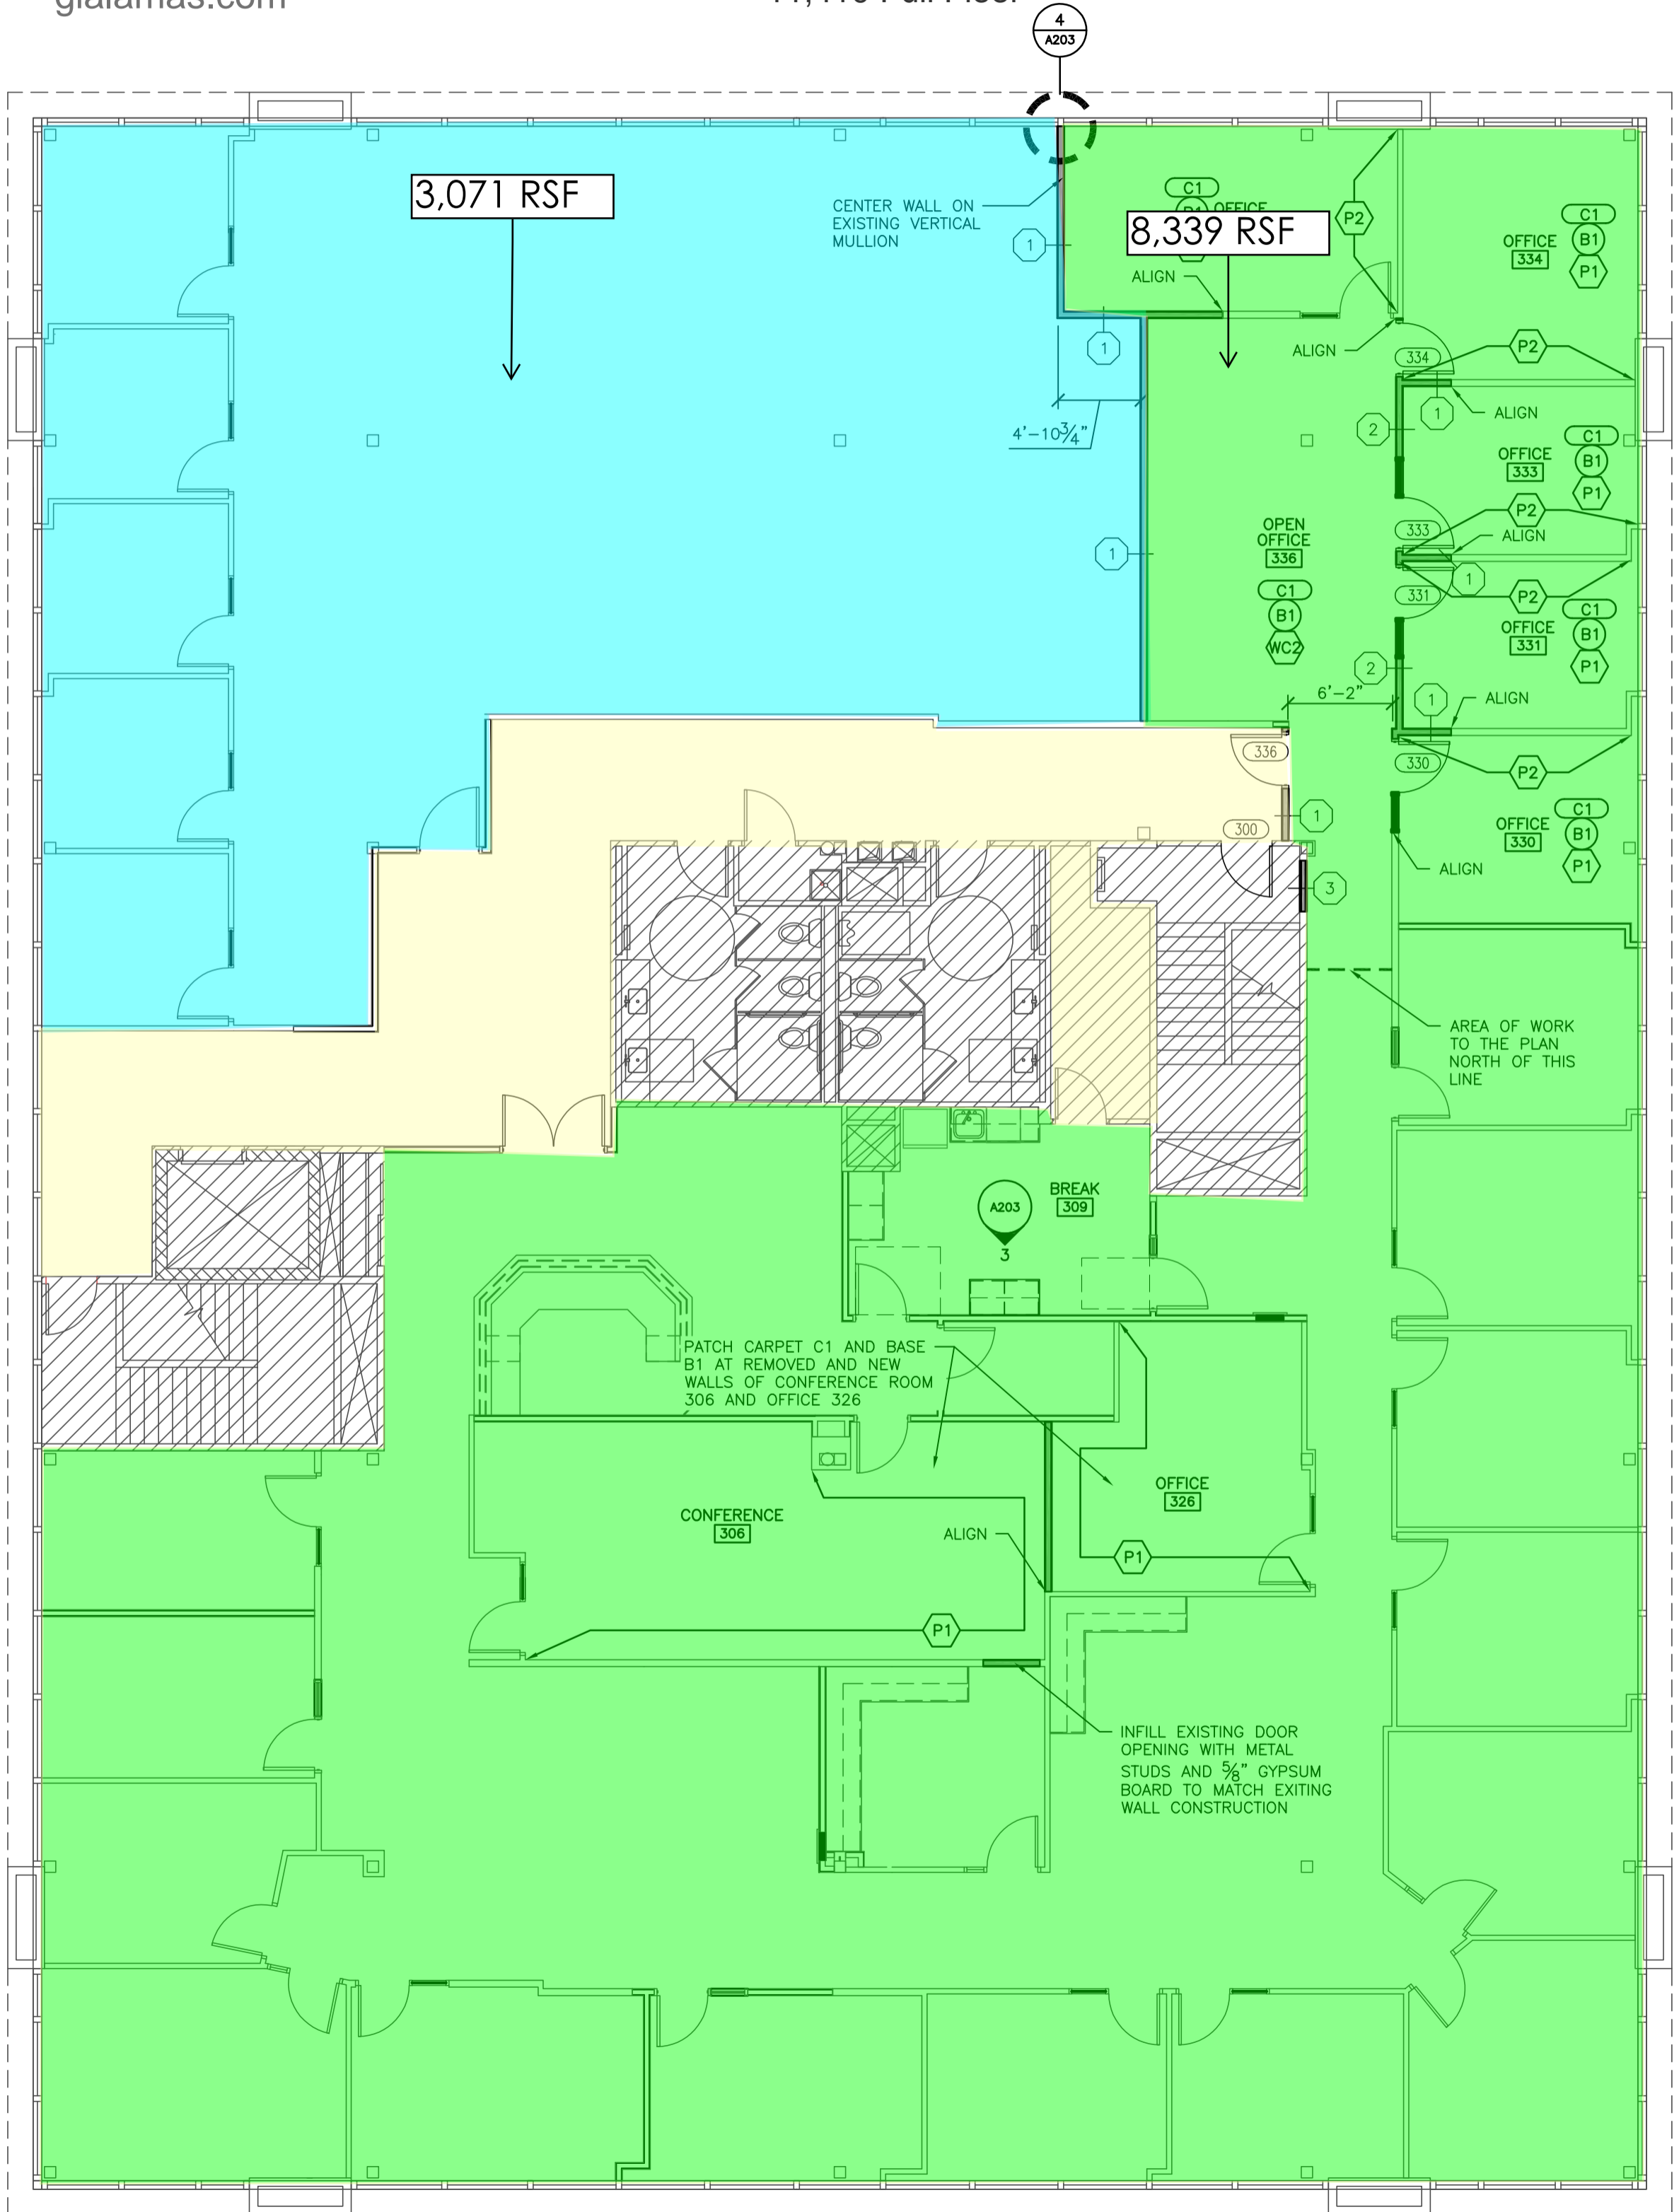 gialamas.com
4
A203
3,071 RSF
CENTER WALL ON
EXISTING VERTICAL
MULLION
1
C1
OFFICE
8,339 RSF
ALIGN
P2
C1
OFFICE
B1
334
P1
1
ALIGN
334
P2
4'-10¾"
1
ALIGN
2
C1
OFFICE
B1
333
P1
P2
333
ALIGN
OPEN
OFFICE
336
1
1
C1
B1
WC2
331
P2
C1
OFFICE
B1
331
P1
2
6'-2"
1
ALIGN
336
330
P2
300
1
C1
OFFICE
B1
330
P1
ALIGN
3
AREA OF WORK
TO THE PLAN
NORTH OF THIS
LINE
BREAK
309
A203
3
PATCH CARPET C1 AND BASE
B1 AT REMOVED AND NEW
WALLS OF CONFERENCE ROOM
306 AND OFFICE 326
CONFERENCE
306
OFFICE
326
ALIGN
P1
P1
INFILL EXISTING DOOR
OPENING WITH METAL
STUDS AND ⅝" GYPSUM
BOARD TO MATCH EXITING
WALL CONSTRUCTION